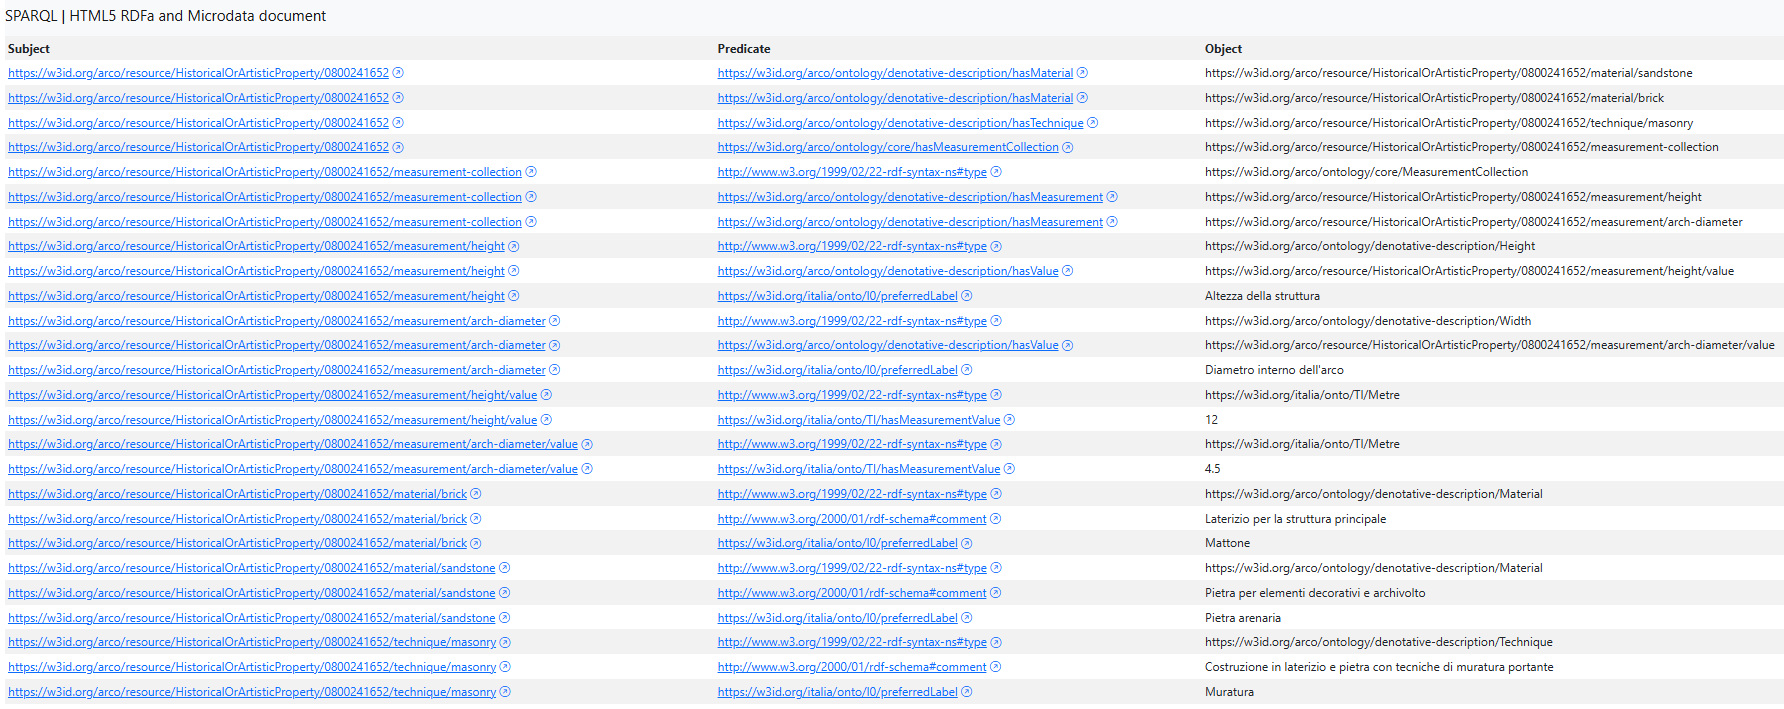 SPARQL | HTML5 RDFa and Microdata document
Subject Predicate Object
https://w3id.org/arco/resource/HistoricalOrArtisticProperty/0800241652 https://w3id.org/arco/ontology/denotative-description/hasMaterial https://w3id.org/arco/resource/HistoricalOrArtisticProperty/0800241652/material/sandstone
https://w3id.org/arco/resource/HistoricalOrArtisticProperty/0800241652 https://w3id.org/arco/ontology/denotative-description/hasMaterial https://w3id.org/arco/resource/HistoricalOrArtisticProperty/0800241652/material/brick
https://w3id.org/arco/resource/HistoricalOrArtisticProperty/0800241652 https://w3id.org/arco/ontology/denotative-description/hasTechnique https://w3id.org/arco/resource/HistoricalOrArtisticProperty/0800241652/technique/masonry
https://w3id.org/arco/resource/HistoricalOrArtisticProperty/0800241652 https://w3id.org/arco/ontology/core/hasMeasurementCollection https://w3id.org/arco/resource/HistoricalOrArtisticProperty/0800241652/measurement-collection
https://w3id.org/arco/resource/HistoricalOrArtisticProperty/0800241652/measurement-collection http://www.w3.org/1999/02/22-rdf-syntax-ns#type https://w3id.org/arco/ontology/core/MeasurementCollection
https://w3id.org/arco/resource/HistoricalOrArtisticProperty/0800241652/measurement-collection https://w3id.org/arco/ontology/denotative-description/hasMeasurement https://w3id.org/arco/resource/HistoricalOrArtisticProperty/0800241652/measurement/height
https://w3id.org/arco/resource/HistoricalOrArtisticProperty/0800241652/measurement-collection https://w3id.org/arco/ontology/denotative-description/hasMeasurement https://w3id.org/arco/resource/HistoricalOrArtisticProperty/0800241652/measurement/arch-diameter
https://w3id.org/arco/resource/HistoricalOrArtisticProperty/0800241652/measurement/height http://www.w3.org/1999/02/22-rdf-syntax-ns#type https://w3id.org/arco/ontology/denotative-description/Height
https://w3id.org/arco/resource/HistoricalOrArtisticProperty/0800241652/measurement/height https://w3id.org/arco/ontology/denotative-description/hasValue https://w3id.org/arco/resource/HistoricalOrArtisticProperty/0800241652/measurement/height/value
https://w3id.org/arco/resource/HistoricalOrArtisticProperty/0800241652/measurement/height https://w3id.org/italia/onto/l0/preferredLabel Altezza della struttura
https://w3id.org/arco/resource/HistoricalOrArtisticProperty/0800241652/measurement/arch-diameter http://www.w3.org/1999/02/22-rdf-syntax-ns#type https://w3id.org/arco/ontology/denotative-description/Width
https://w3id.org/arco/resource/HistoricalOrArtisticProperty/0800241652/measurement/arch-diameter https://w3id.org/arco/ontology/denotative-description/hasValue https://w3id.org/arco/resource/HistoricalOrArtisticProperty/0800241652/measurement/arch-diameter/value
https://w3id.org/arco/resource/HistoricalOrArtisticProperty/0800241652/measurement/arch-diameter https://w3id.org/italia/onto/l0/preferredLabel Diametro interno dell'arco
https://w3id.org/arco/resource/HistoricalOrArtisticProperty/0800241652/measurement/height/value http://www.w3.org/1999/02/22-rdf-syntax-ns#type https://w3id.org/italia/onto/TI/Metre
https://w3id.org/arco/resource/HistoricalOrArtisticProperty/0800241652/measurement/height/value https://w3id.org/italia/onto/TI/hasMeasurementValue 12
https://w3id.org/arco/resource/HistoricalOrArtisticProperty/0800241652/measurement/arch-diameter/value http://www.w3.org/1999/02/22-rdf-syntax-ns#type https://w3id.org/italia/onto/TI/Metre
https://w3id.org/arco/resource/HistoricalOrArtisticProperty/0800241652/measurement/arch-diameter/value https://w3id.org/italia/onto/TI/hasMeasurementValue 4.5
https://w3id.org/arco/resource/HistoricalOrArtisticProperty/0800241652/material/brick http://www.w3.org/1999/02/22-rdf-syntax-ns#type https://w3id.org/arco/ontology/denotative-description/Material
https://w3id.org/arco/resource/HistoricalOrArtisticProperty/0800241652/material/brick http://www.w3.org/2000/01/rdf-schema#comment Laterizio per la struttura principale
https://w3id.org/arco/resource/HistoricalOrArtisticProperty/0800241652/material/brick https://w3id.org/italia/onto/l0/preferredLabel Mattone
https://w3id.org/arco/resource/HistoricalOrArtisticProperty/0800241652/material/sandstone http://www.w3.org/1999/02/22-rdf-syntax-ns#type https://w3id.org/arco/ontology/denotative-description/Material
https://w3id.org/arco/resource/HistoricalOrArtisticProperty/0800241652/material/sandstone http://www.w3.org/2000/01/rdf-schema#comment Pietra per elementi decorativi e archivolto
https://w3id.org/arco/resource/HistoricalOrArtisticProperty/0800241652/material/sandstone https://w3id.org/italia/onto/l0/preferredLabel Pietra arenaria
https://w3id.org/arco/resource/HistoricalOrArtisticProperty/0800241652/technique/masonry http://www.w3.org/1999/02/22-rdf-syntax-ns#type https://w3id.org/arco/ontology/denotative-description/Technique
https://w3id.org/arco/resource/HistoricalOrArtisticProperty/0800241652/technique/masonry http://www.w3.org/2000/01/rdf-schema#comment Costruzione in laterizio e pietra con tecniche di muratura portante
https://w3id.org/arco/resource/HistoricalOrArtisticProperty/0800241652/technique/masonry https://w3id.org/italia/onto/l0/preferredLabel Muratura